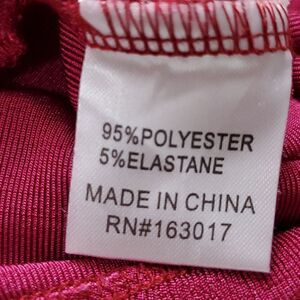 95%POLYESTER
5%ELASTANE
MADE IN CHINA
RN#163017